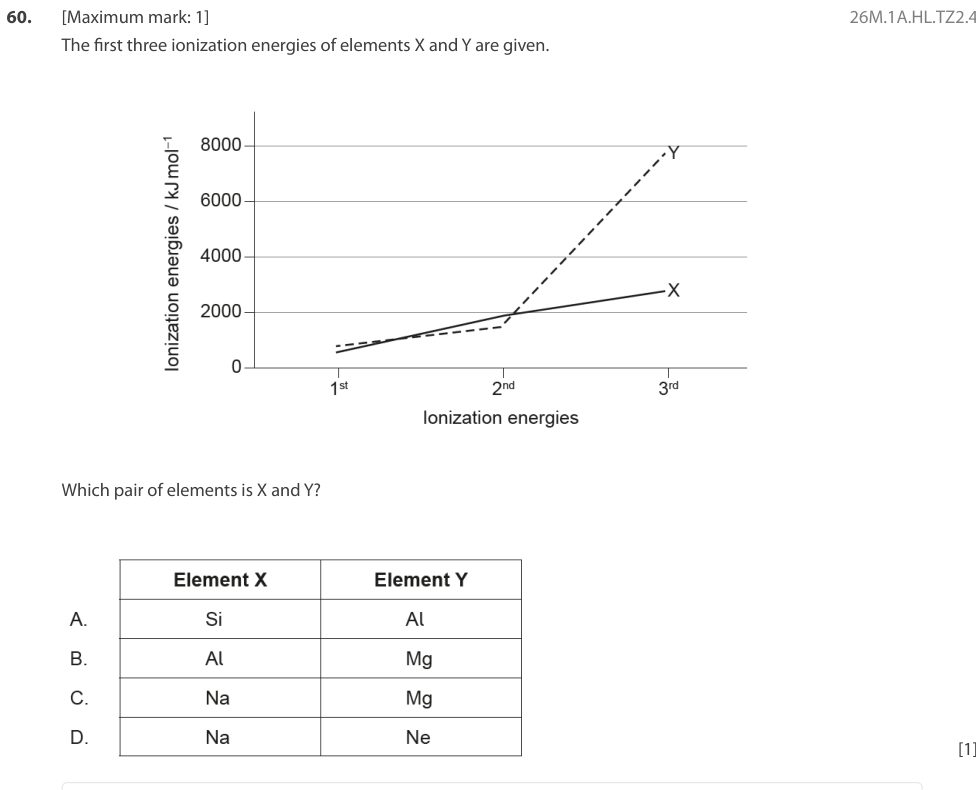 60. [Maximum mark: 1] 26M.1A.HL.TZ2.4
The first three ionization energies of elements X and Y are given.
Ionization energies / kJ mol⁻¹
8000
6000
4000
2000
0
Y
X
1st 2nd 3rd
Ionization energies
Which pair of elements is X and Y?
Element X Element Y
A. Si Al
B. Al Mg
C. Na Mg
D. Na Ne
[1]